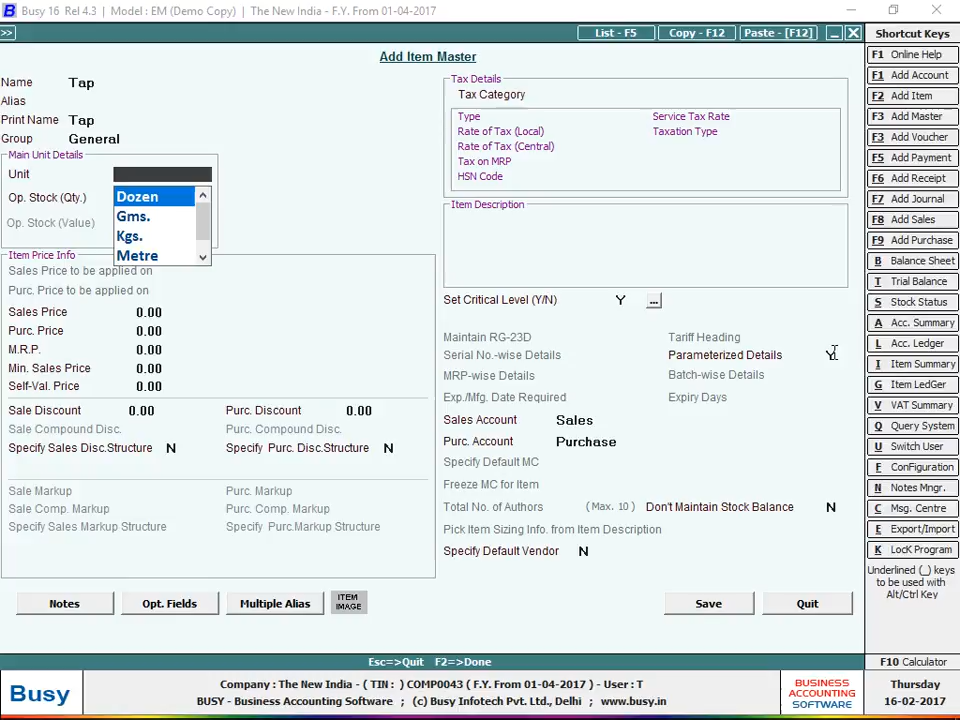 Busy 16 Rel 4.3 | Model : EM (Demo Copy) | The New India - F.Y. From 01-04-2017
>>
List - F5
Copy - F12
Paste - [F12]
Shortcut Keys
Add Item Master
Name Tap
Alias
Print Name Tap
Group General
Main Unit Details
Unit
Op. Stock (Qty.)
Op. Stock (Value)
Dozen
Gms.
Kgs.
Metre
Item Price Info
Sales Price to be applied on
Purc. Price to be applied on
Sales Price 0.00
Purc. Price 0.00
M.R.P. 0.00
Min. Sales Price 0.00
Self-Val. Price 0.00
Sale Discount 0.00 Purc. Discount 0.00
Sale Compound Disc. Purc. Compound Disc.
Specify Sales Disc.Structure N Specify Purc. Disc.Structure N
Sale Markup Purc. Markup
Sale Comp. Markup Purc. Comp. Markup
Specify Sales Markup Structure Specify Purc.Markup Structure
Tax Details
Tax Category
Type Service Tax Rate
Rate of Tax (Local) Taxation Type
Rate of Tax (Central)
Tax on MRP
HSN Code
Item Description
Set Critical Level (Y/N) Y ...
Maintain RG-23D Tariff Heading
Serial No.-wise Details Parameterized Details Y
MRP-wise Details Batch-wise Details
Exp./Mfg. Date Required Expiry Days
Sales Account Sales
Purc. Account Purchase
Specify Default MC
Freeze MC for Item
Total No. of Authors (Max. 10) Don't Maintain Stock Balance N
Pick Item Sizing Info. from Item Description
Specify Default Vendor N
Notes
Opt. Fields
Multiple Alias
ITEM
IMAGE
Save
Quit
F1 Online Help
F1 Add Account
F2 Add Item
F3 Add Master
F3 Add Voucher
F5 Add Payment
F6 Add Receipt
F7 Add Journal
F8 Add Sales
F9 Add Purchase
B Balance Sheet
T Trial Balance
S Stock Status
A Acc. Summary
L Acc. Ledger
I Item Summary
G Item LedGer
V VAT Summary
Q Query System
U Switch User
F ConFiguration
N Notes Mngr.
C Msg. Centre
E Export/Import
K LocK Program
Underlined (_) keys
to be used with
Alt/Ctrl Key
Esc=>Quit F2=>Done
F10 Calculator
Busy
Company : The New India - ( TIN : ) COMP0043 ( F.Y. From 01-04-2017 ) - User : T
BUSY - Business Accounting Software ; (c) Busy Infotech Pvt. Ltd., Delhi ; www.busy.in
BUSINESS
ACCOUNTING
SOFTWARE
Thursday
16-02-2017